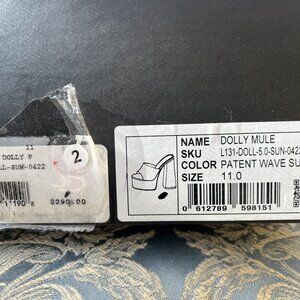 11
DOLLY P
LL-SUN-0422
2
$290.00
NAME DOLLY MULE
SKU L131-DOLL-5.0-SUN-0422
COLOR PATENT WAVE SU
SIZE 11.0
0 612789 598151